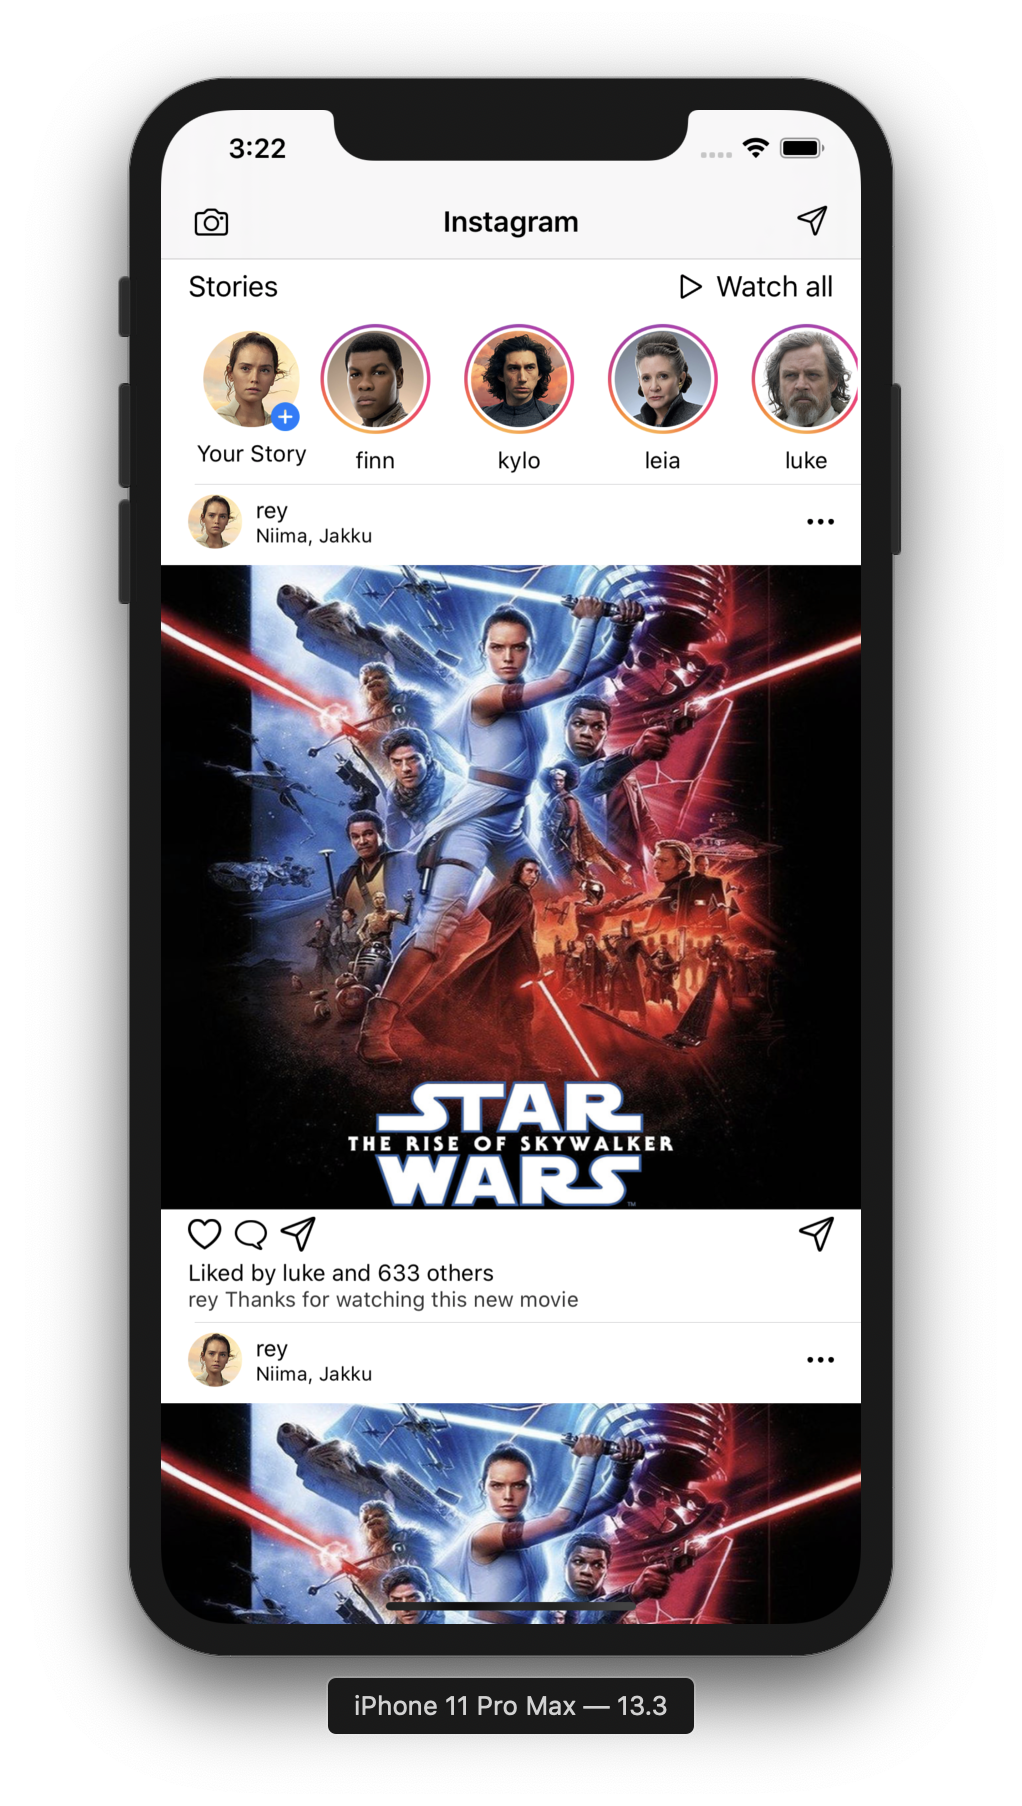 3:22
Instagram
Stories
Watch all
Your Story
finn
kylo
leia
luke
rey
Niima, Jakku
STAR
THE RISE OF SKYWALKER
WARS
TM
Liked by luke and 633 others
rey Thanks for watching this new movie
rey
Niima, Jakku
iPhone 11 Pro Max — 13.3